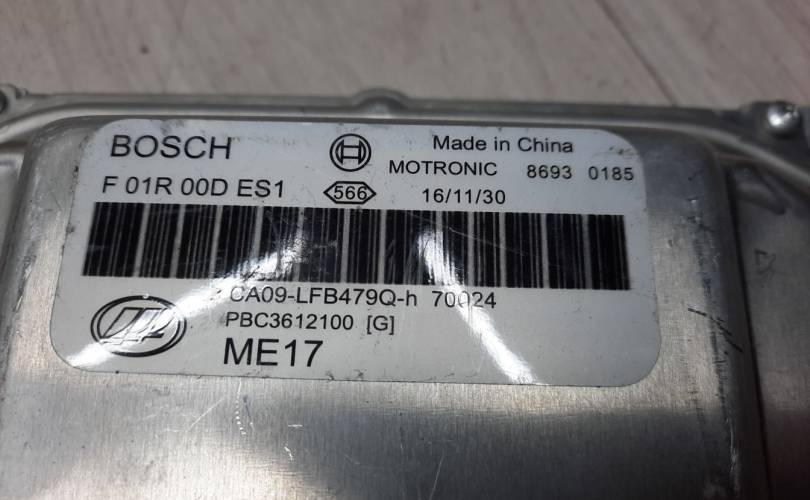 BOSCH
Made in China
MOTRONIC 8693 0185
F 01R 00D ES1 566 16/11/30
CA09-LFB479Q-h 70024
PBC3612100 [G]
ME17